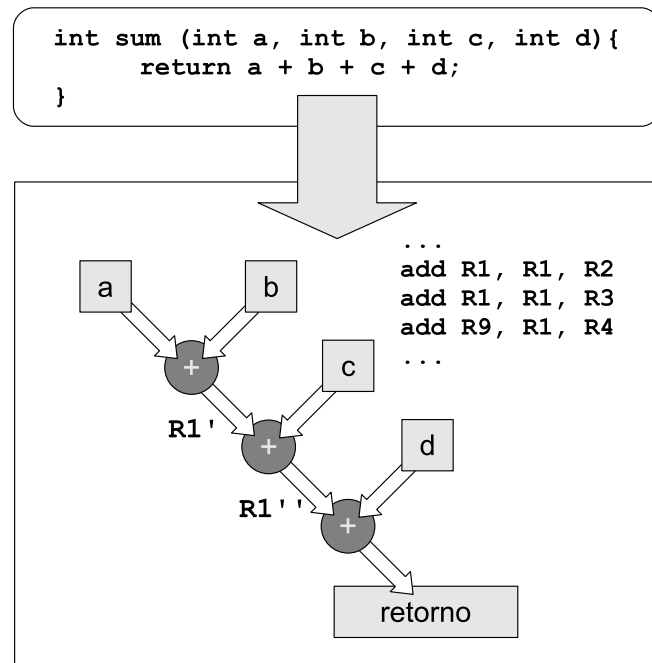 int sum (int a, int b, int c, int d){
return a + b + c + d;
}
...
add R1, R1, R2
add R1, R1, R3
add R9, R1, R4
...
a
b
+
c
R1'
+
d
R1''
+
retorno